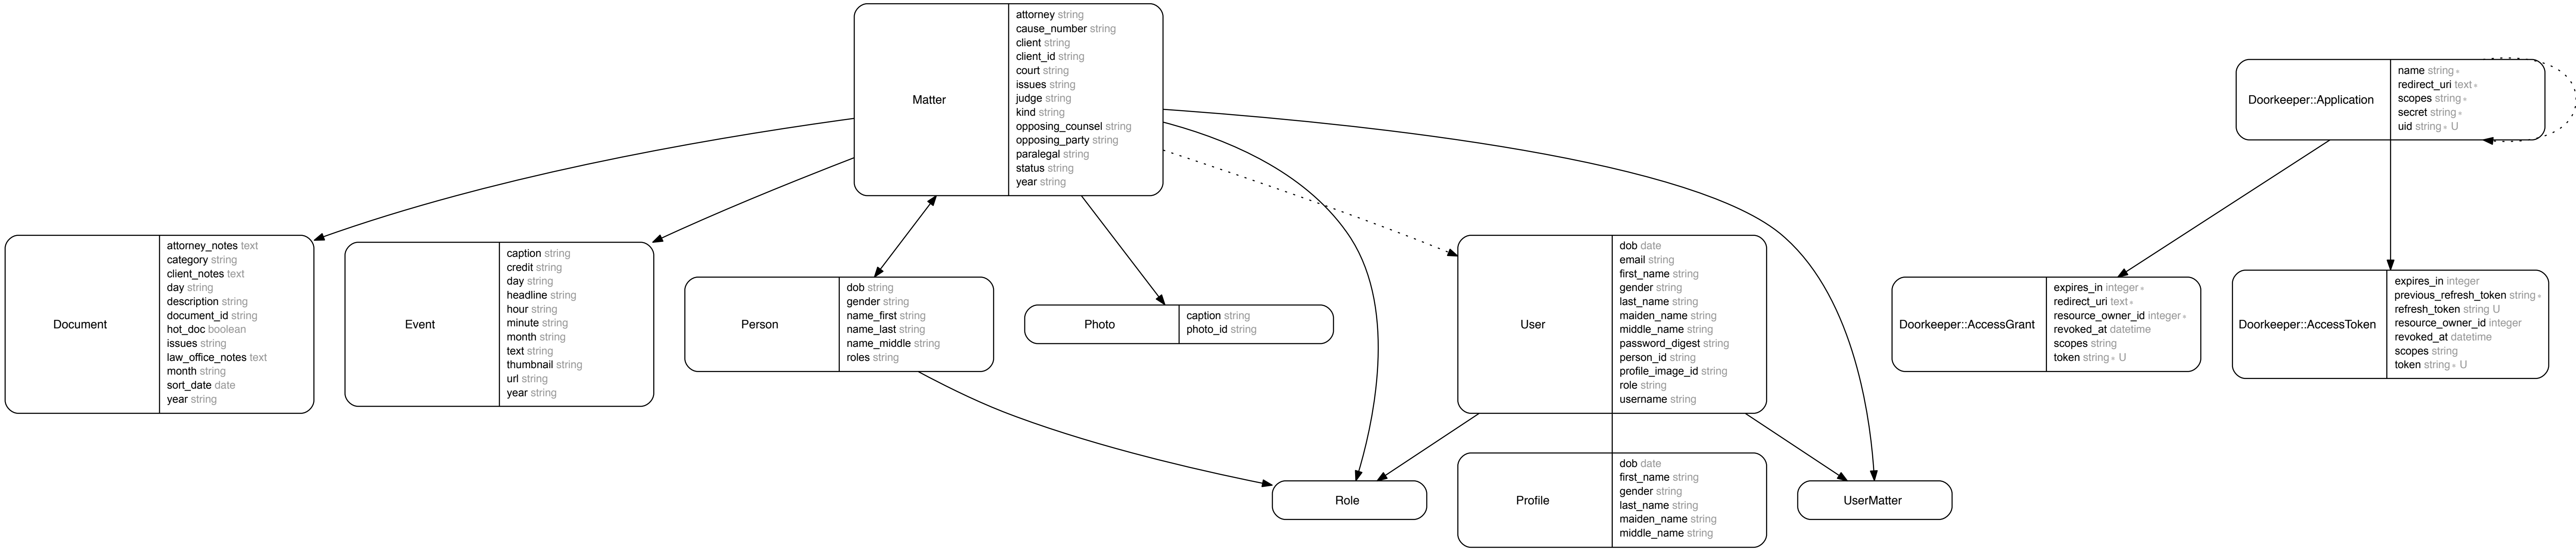 Matter
attorney string
cause_number string
client string
client_id string
court string
issues string
judge string
kind string
opposing_counsel string
opposing_party string
paralegal string
status string
year string
Doorkeeper::Application
name string ∗
redirect_uri text ∗
scopes string ∗
secret string ∗
uid string ∗ U
Document
attorney_notes text
category string
client_notes text
day string
description string
document_id string
hot_doc boolean
issues string
law_office_notes text
month string
sort_date date
year string
Event
caption string
credit string
day string
headline string
hour string
minute string
month string
text string
thumbnail string
url string
year string
Person
dob string
gender string
name_first string
name_last string
name_middle string
roles string
Photo
caption string
photo_id string
User
dob date
email string
first_name string
gender string
last_name string
maiden_name string
middle_name string
password_digest string
person_id string
profile_image_id string
role string
username string
Doorkeeper::AccessGrant
expires_in integer ∗
redirect_uri text ∗
resource_owner_id integer ∗
revoked_at datetime
scopes string
token string ∗ U
Doorkeeper::AccessToken
expires_in integer
previous_refresh_token string ∗
refresh_token string U
resource_owner_id integer
revoked_at datetime
scopes string
token string ∗ U
Role
Profile
dob date
first_name string
gender string
last_name string
maiden_name string
middle_name string
UserMatter